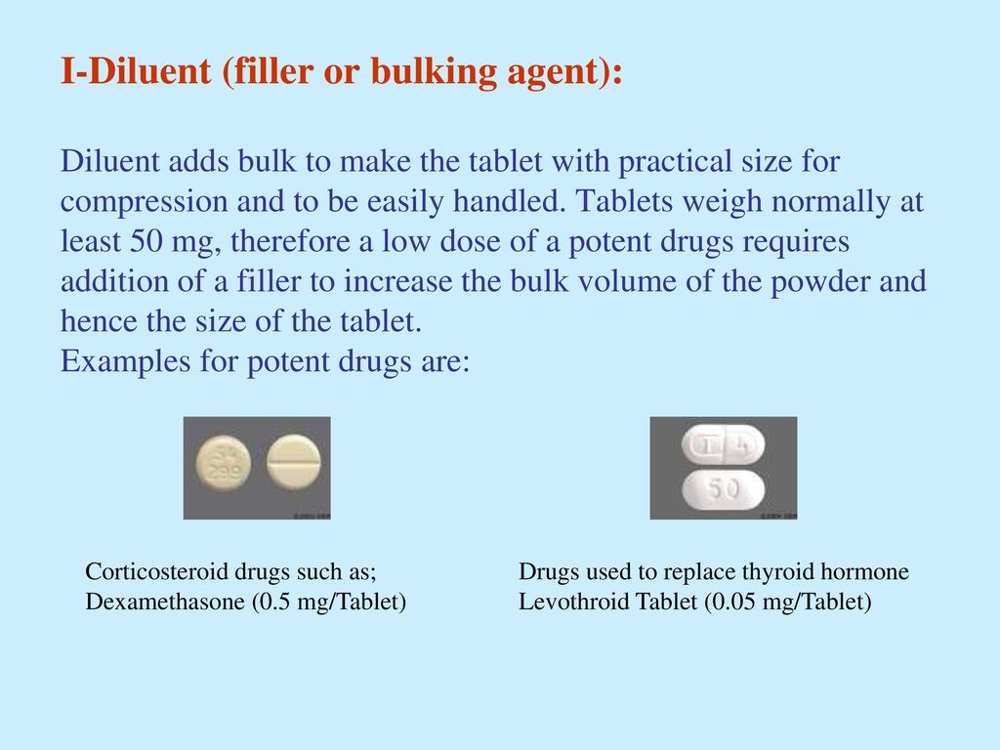 I-Diluent (filler or bulking agent):
Diluent adds bulk to make the tablet with practical size for
compression and to be easily handled. Tablets weigh normally at
least 50 mg, therefore a low dose of a potent drugs requires
addition of a filler to increase the bulk volume of the powder and
hence the size of the tablet.
Examples for potent drugs are:
54
299
I 4
50
Corticosteroid drugs such as;
Dexamethasone (0.5 mg/Tablet)
Drugs used to replace thyroid hormone
Levothroid Tablet (0.05 mg/Tablet)